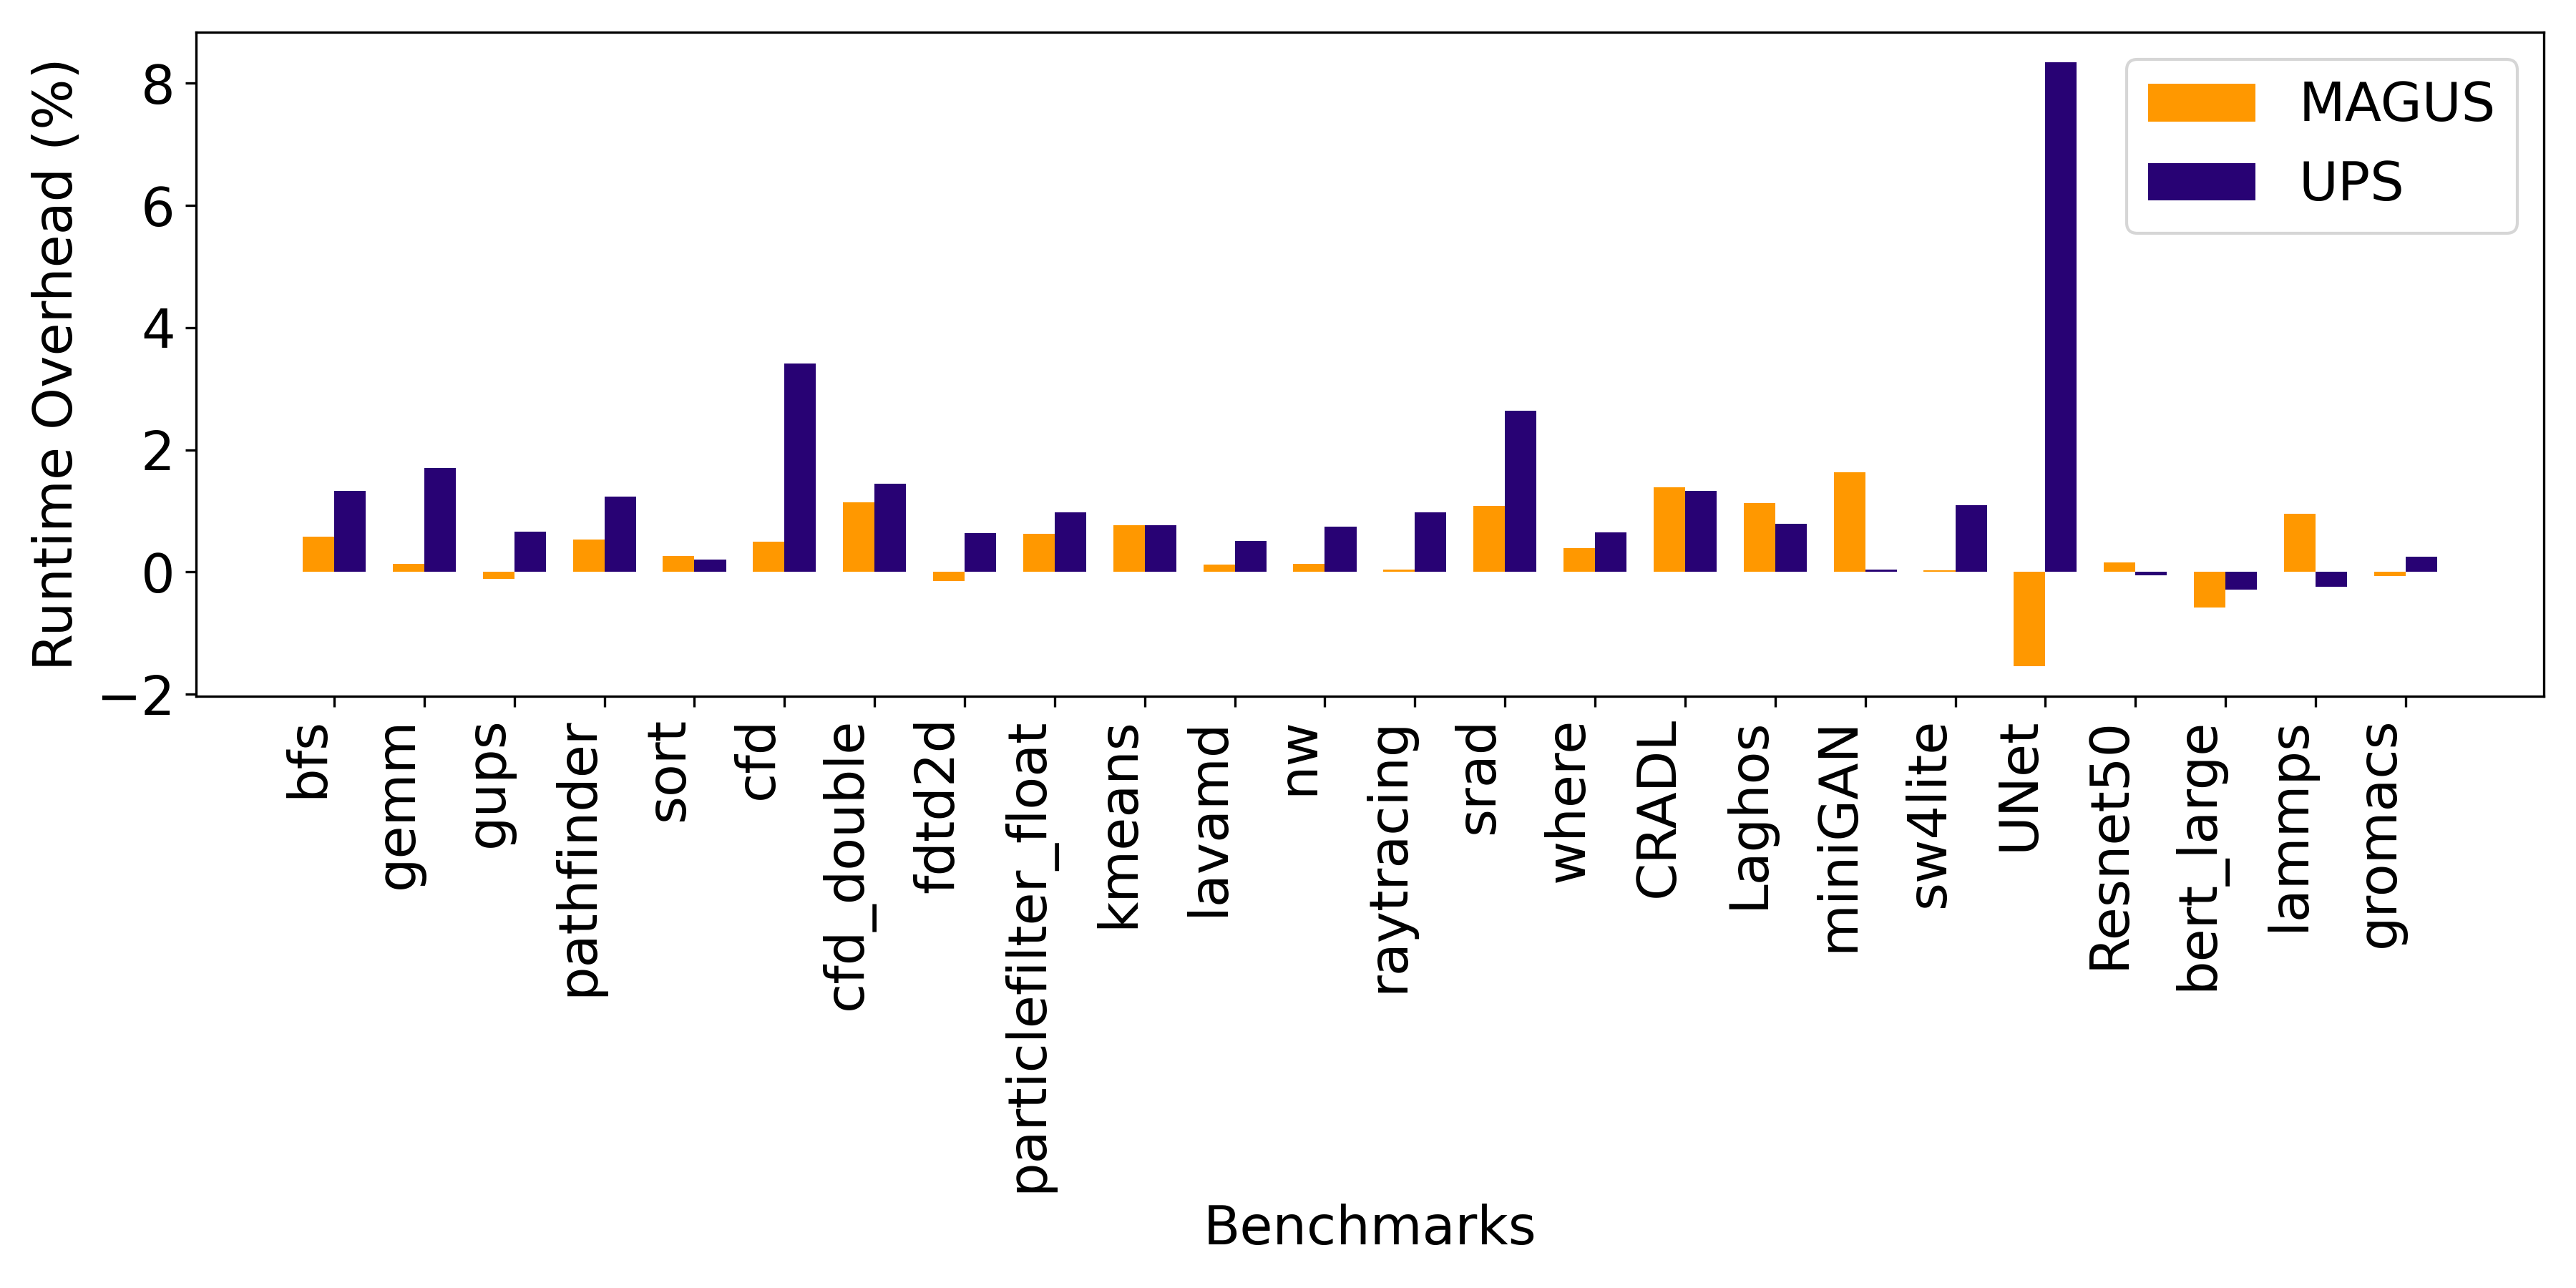 Runtime Overhead (%)
8
6
4
2
0
−2
MAGUS
UPS
bfs
gemm
gups
pathfinder
sort
cfd
cfd_double
fdtd2d
particlefilter_float
kmeans
lavamd
nw
raytracing
srad
where
CRADL
Laghos
miniGAN
sw4lite
UNet
Resnet50
bert_large
lammps
gromacs
Benchmarks